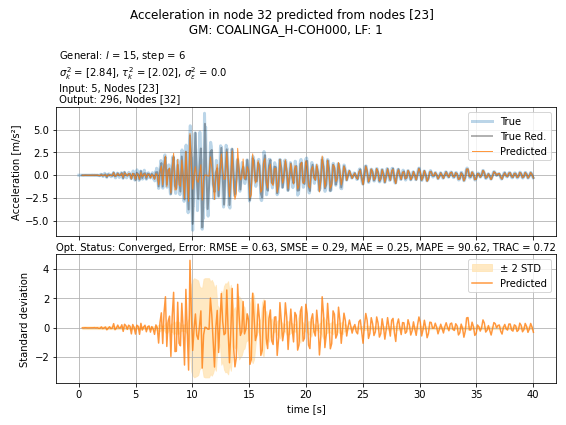 Acceleration in node 32 predicted from nodes [23]
GM: COALINGA_H-COH000, LF: 1
General: l = 15, step = 6
σ²ₖ = [2.84], τ²ₖ = [2.02], σ²ε = 0.0
Input: 5, Nodes [23]
Output: 296, Nodes [32]
Acceleration [m/s²]
5.0
2.5
0.0
−2.5
−5.0
True
True Red.
Predicted
Opt. Status: Converged, Error: RMSE = 0.63, SMSE = 0.29, MAE = 0.25, MAPE = 90.62, TRAC = 0.72
Standard deviation
4
2
0
−2
± 2 STD
Predicted
0 5 10 15 20 25 30 35 40
time [s]